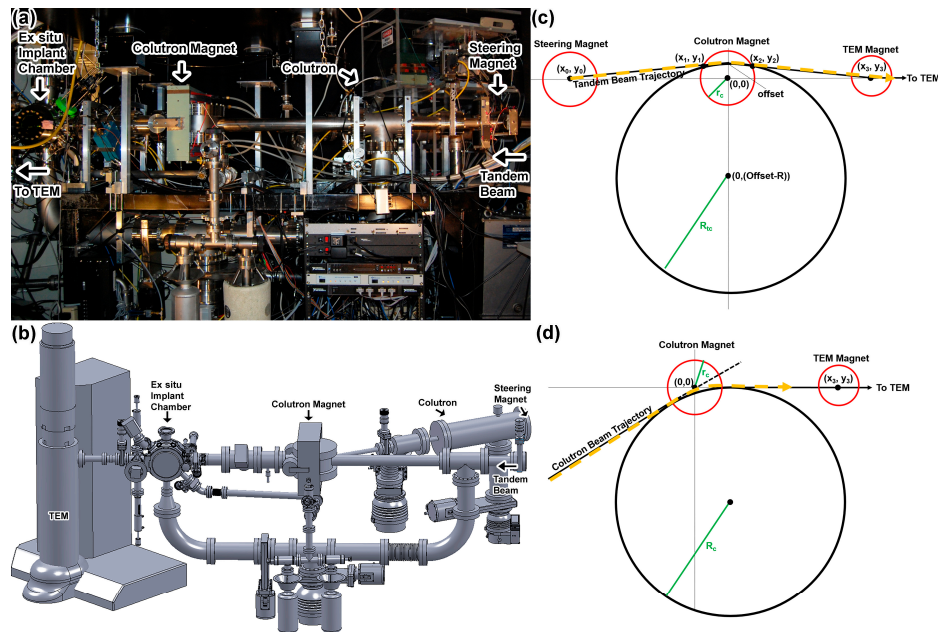 (a)
Ex situ
Implant
Chamber
Colutron Magnet
Colutron
Steering
Magnet
To TEM
Tandem
Beam
(b)
Ex situ
Implant
Chamber
Colutron Magnet
Colutron
Steering
Magnet
Tandem
Beam
TEM
(c)
Colutron Magnet
Steering Magnet
(x₁, y₁)
(x₂, y₂)
TEM Magnet
(x₀, y₀)
(x₃, y₃)
Tandem Beam Trajectory
(0,0)
To TEM
r꜀
offset
(0,(Offset-R))
Rtc
(d)
Colutron Magnet
TEM Magnet
(0,0)
rc
(x₃, y₃)
To TEM
Colutron Beam Trajectory
Rc